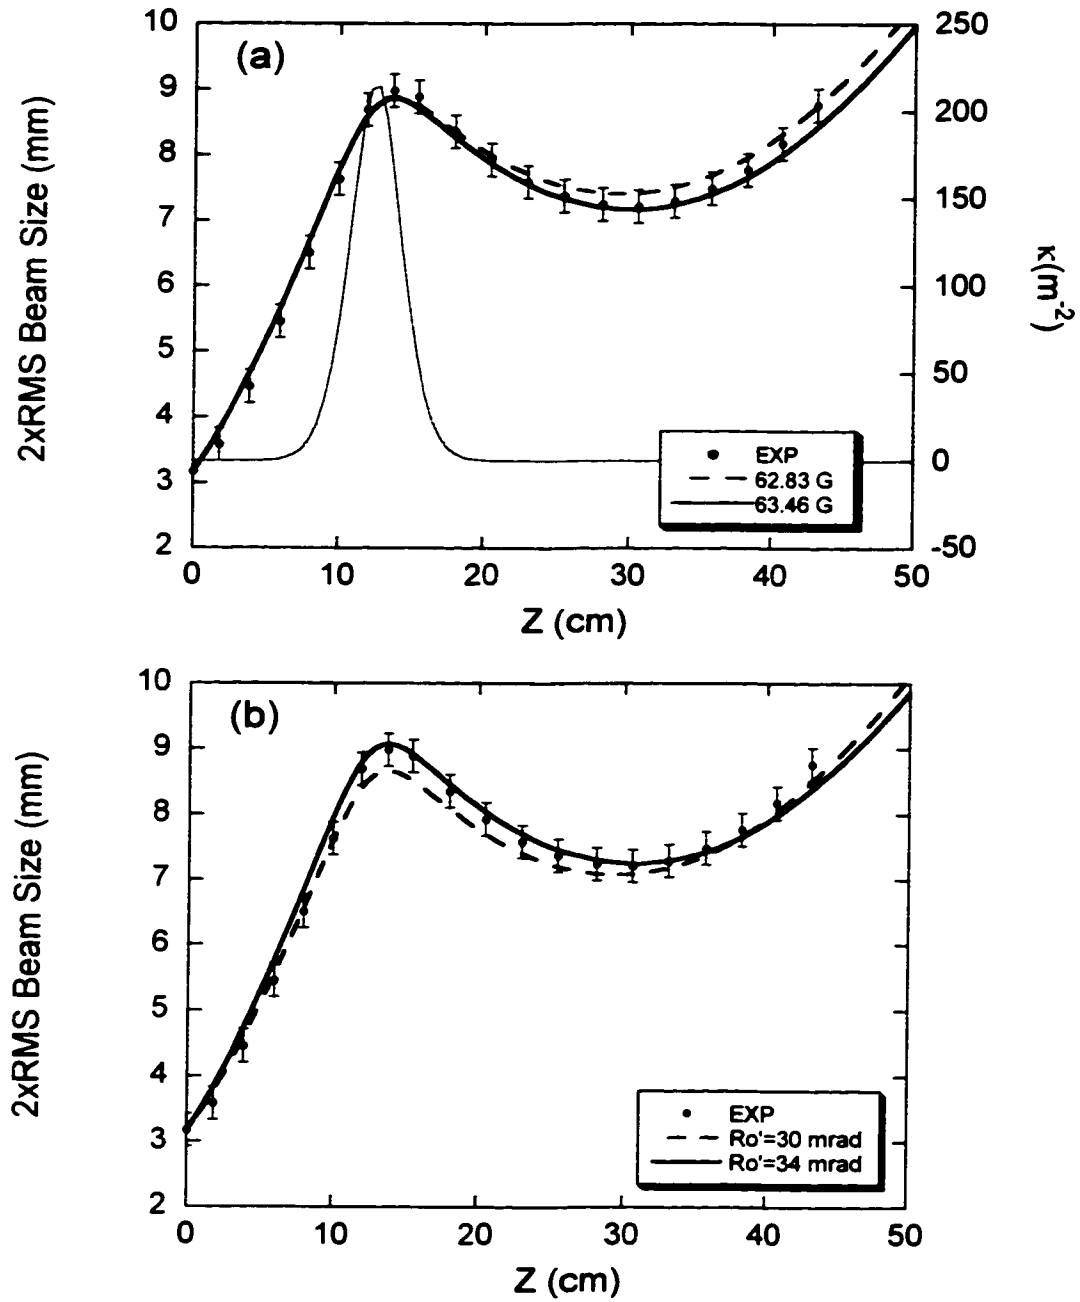 (a)
2xRMS Beam Size (mm)
10
9
8
7
6
5
4
3
2
250
200
150
100
50
0
-50
κ(m⁻²)
EXP
62.83 G
63.46 G
0 10 20 30 40 50
Z (cm)
(b)
2xRMS Beam Size (mm)
10
9
8
7
6
5
4
3
2
EXP
Ro'=30 mrad
Ro'=34 mrad
0 10 20 30 40 50
Z (cm)